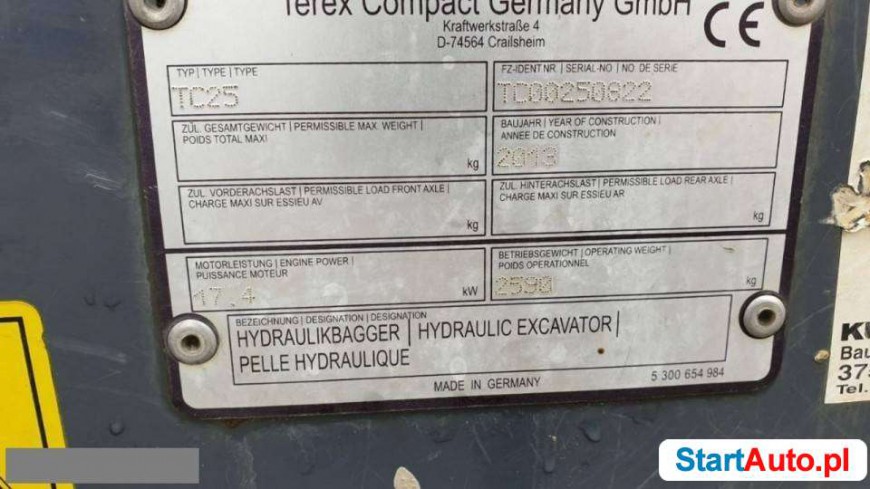 Terex Compact Germany GmbH
Kraftwerkstraße 4
D-74564 Crailsheim
CE
TYP | TYPE | TYPE
TC25
FZ-IDENT NR. | SERIAL-NO | NO DE SERIE
TC00250822
ZUL. GESAMTGEWICHT | PERMISSIBLE MAX. WEIGHT |
POIDS TOTAL MAXI
kg
BAUJAHR | YEAR OF CONSTRUCTION |
ANNEE DE CONSTRUCTION
2013
ZUL. VORDERACHSLAST | PERMISSIBLE LOAD FRONT AXLE |
CHARGE MAXI SUR ESSIEU AV
kg
ZUL. HINTERACHSLAST | PERMISSIBLE LOAD REAR AXLE |
CHARGE MAXI SUR ESSIEU AR
kg
MOTORLEISTUNG | ENGINE POWER |
PUISSANCE MOTEUR
17.4
kW
BETRIEBSGEWICHT | OPERATING WEIGHT |
POIDS OPERATIONNEL
2590
kg
BEZEICHNUNG | DESIGNATION | DESIGNATION
HYDRAULIKBAGGER | HYDRAULIC EXCAVATOR |
PELLE HYDRAULIQUE
MADE IN GERMANY
5 300 654 984
Bau
Tel.
StartAuto.pl